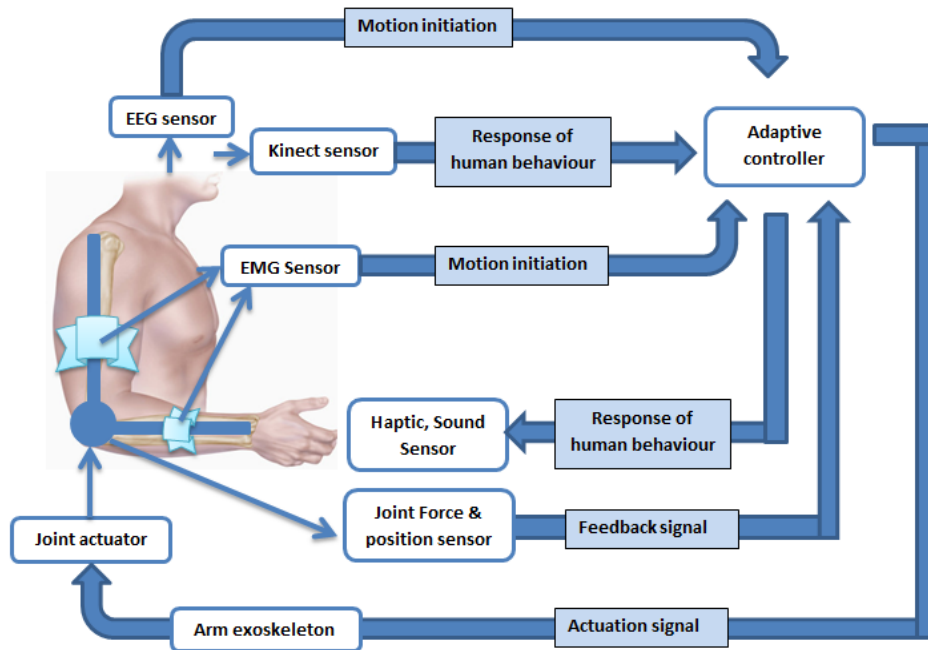 Motion initiation
EEG sensor
Kinect sensor
Response of
human behaviour
Adaptive
controller
EMG Sensor
Motion initiation
Haptic, Sound
Sensor
Response of
human behaviour
Joint Force &
position sensor
Feedback signal
Joint actuator
Arm exoskeleton
Actuation signal